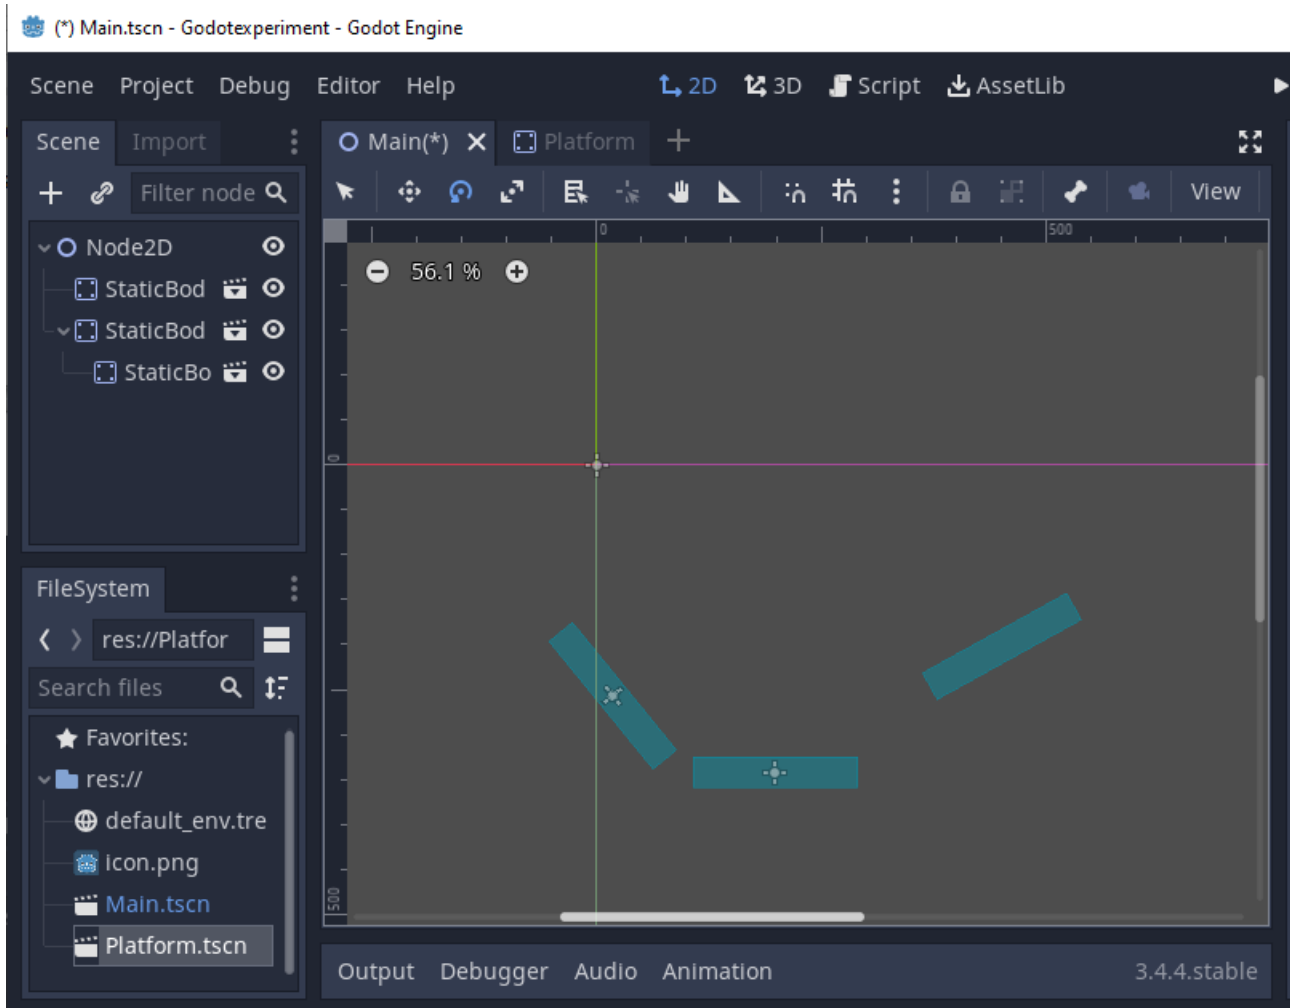 (*) Main.tscn - Godotexperiment - Godot Engine
Scene Project Debug Editor Help 2D 3D Script AssetLib
Scene Import
Main(*) Platform
Filter node
View
0 500
Node2D
56.1 %
StaticBod
StaticBod
StaticBo
0
500
FileSystem
res://Platfor
Search files
Favorites:
res://
default_env.tre
icon.png
Main.tscn
Platform.tscn
Output Debugger Audio Animation 3.4.4.stable